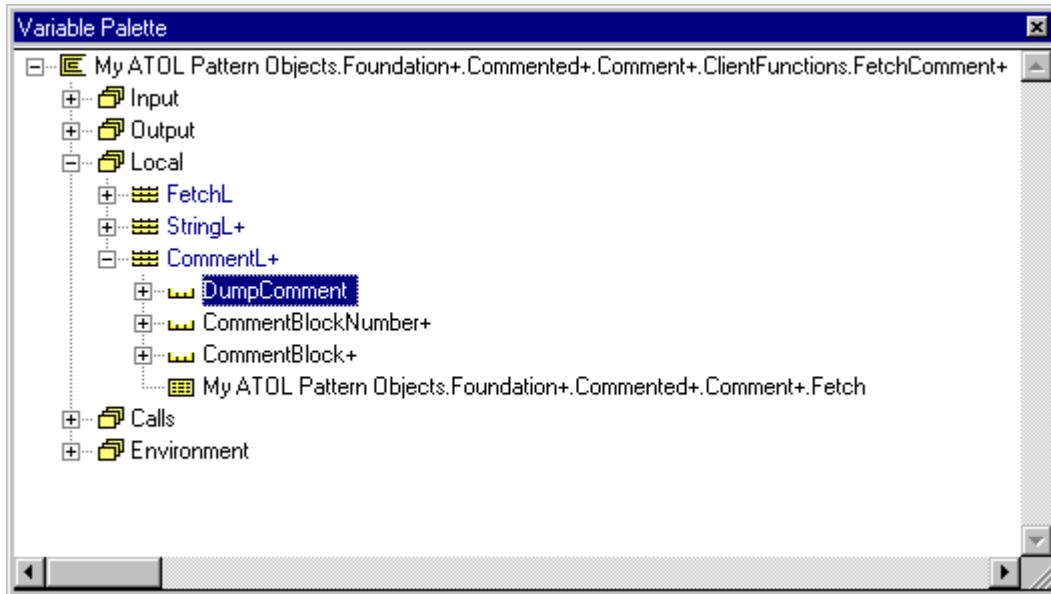 Variable Palette
My ATOL Pattern Objects.Foundation+.Commented+.Comment+.ClientFunctions.FetchComment+
Input
Output
Local
FetchL
StringL+
CommentL+
DumpComment
CommentBlockNumber+
CommentBlock+
My ATOL Pattern Objects.Foundation+.Commented+.Comment+.Fetch
Calls
Environment